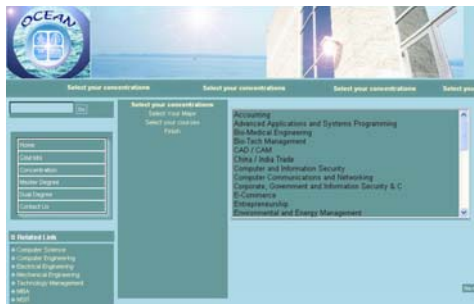 OCEAN
Select your concentrations Select your concentrations Select your concentrations Select you
Go
Home
Courses
Concentration
Master Degree
Dual Degree
Contact Us
Related Link
Computer Science
Computer Engineering
Electrical Engineering
Mechanical Engineering
Technology Management
MBA
Select your concentrations
Select Your Major
Select your courses
Finish
Accounting
Advanced Applications and Systems Programming
Bio-Medical Engineering
Bio-Tech Management
CAD / CAM
China / India Trade
Computer and Information Security
Computer Communications and Networking
Corporate, Government and Information Security & C
E-Commerce
Entrepreneurship
Environmental and Energy Management